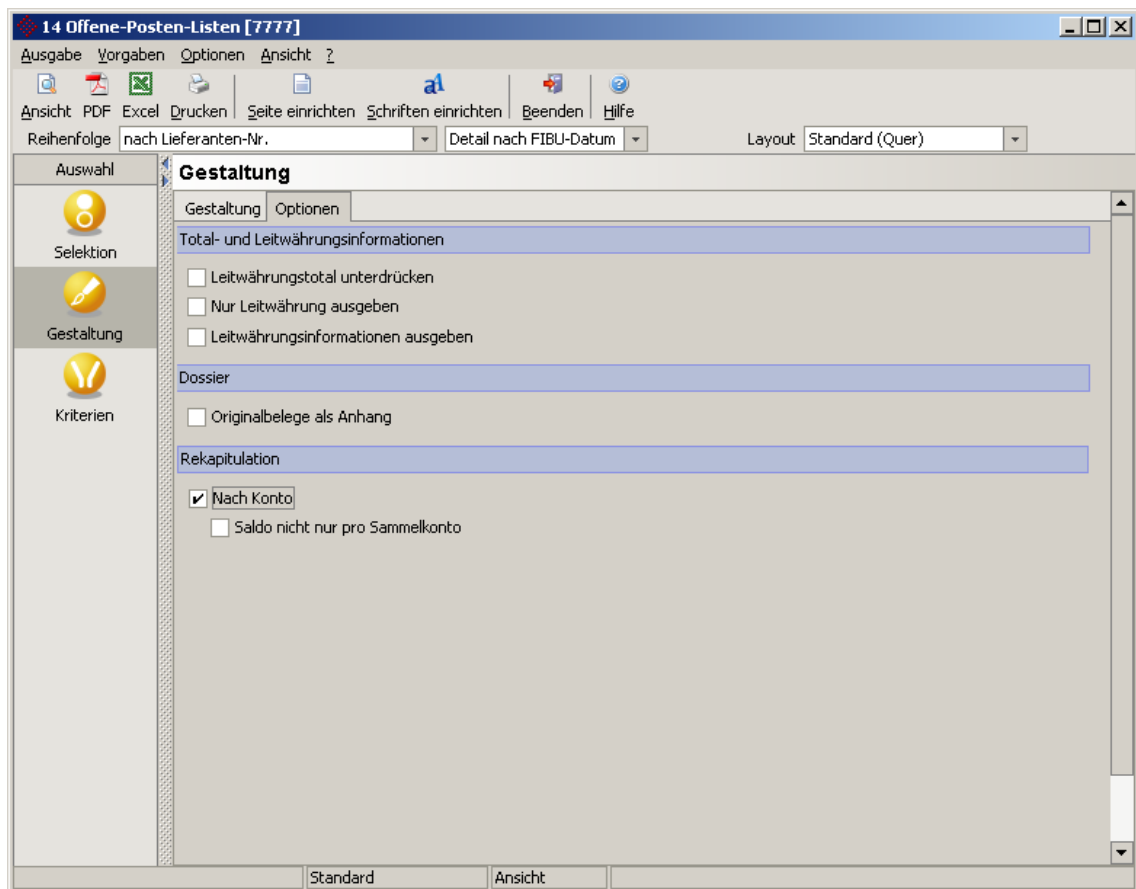 14 Offene-Posten-Listen [7777]
Ausgabe Vorgaben Optionen Ansicht ?
Ansicht PDF Excel Drucken Seite einrichten Schriften einrichten Beenden Hilfe
Reihenfolge nach Lieferanten-Nr. Detail nach FIBU-Datum Layout Standard (Quer)
Auswahl
Selektion
Gestaltung
Kriterien
Gestaltung
Gestaltung Optionen
Total- und Leitwährungsinformationen
Leitwährungstotal unterdrücken
Nur Leitwährung ausgeben
Leitwährungsinformationen ausgeben
Dossier
Originalbelege als Anhang
Rekapitulation
Nach Konto
Saldo nicht nur pro Sammelkonto
Standard Ansicht